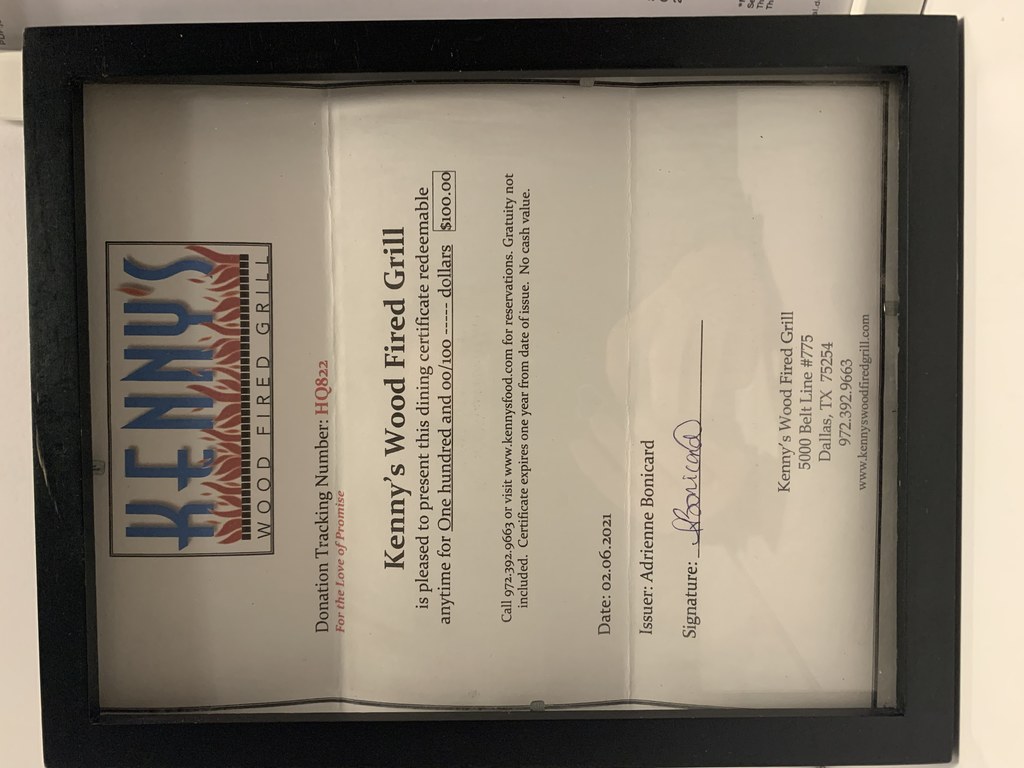 KENNY'S
WOOD FIRED GRILL
Donation Tracking Number: HQ822
For the Love of Promise
Kenny's Wood Fired Grill
is pleased to present this dining certificate redeemable
anytime for One hundred and 00/100 ----- dollars $100.00
Call 972.392.9663 or visit www.kennysfood.com for reservations. Gratuity not
included. Certificate expires one year from date of issue. No cash value.
Date: 02.06.2021
Issuer: Adrienne Bonicard
Signature: ABonicard
Kenny's Wood Fired Grill
5000 Belt Line #775
Dallas, TX 75254
972.392.9663
www.kennyswoodfiredgrill.com